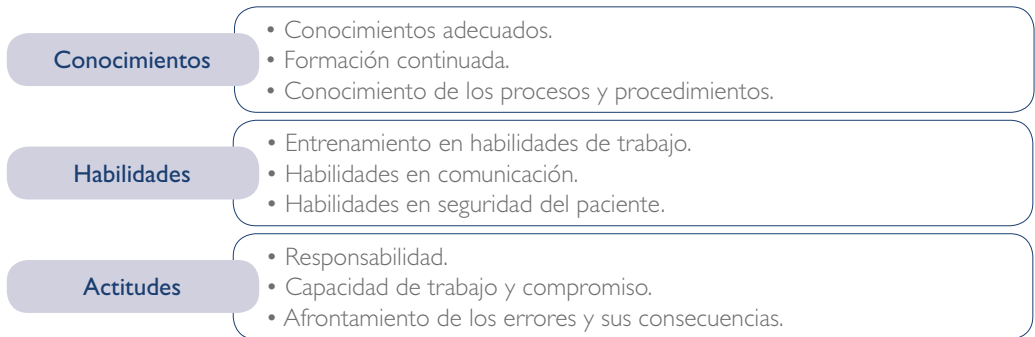 Conocimientos
• Conocimientos adecuados.
• Formación continuada.
• Conocimiento de los procesos y procedimientos.
Habilidades
• Entrenamiento en habilidades de trabajo.
• Habilidades en comunicación.
• Habilidades en seguridad del paciente.
Actitudes
• Responsabilidad.
• Capacidad de trabajo y compromiso.
• Afrontamiento de los errores y sus consecuencias.